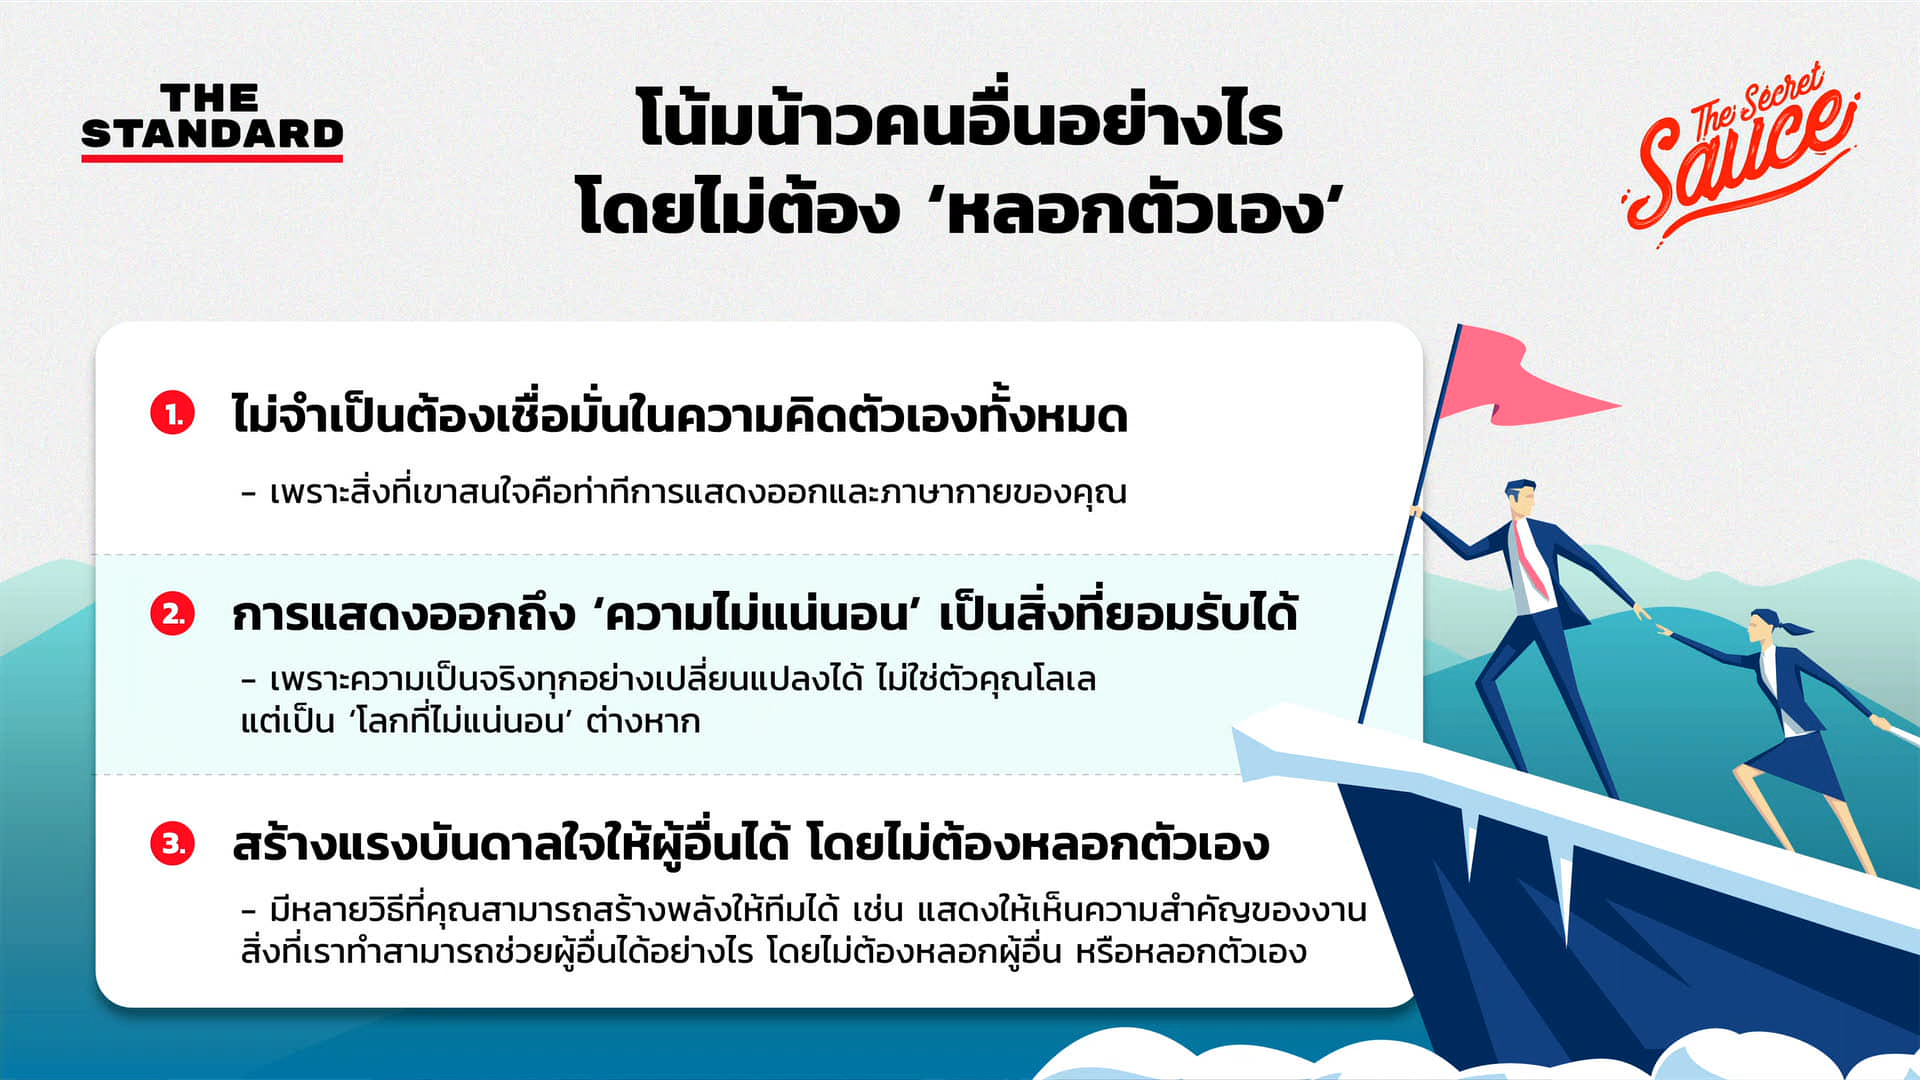 THE
STANDARD
โน้มน้าวคนอื่นอย่างไร
โดยไม่ต้อง ‘หลอกตัวเอง’
The Secret
Sauce
1. ไม่จำเป็นต้องเชื่อมั่นในความคิดตัวเองทั้งหมด
– เพราะสิ่งที่เขาสนใจคือท่าทีการแสดงออกและภาษากายของคุณ
2. การแสดงออกถึง ‘ความไม่แน่นอน’ เป็นสิ่งที่ยอมรับได้
– เพราะความเป็นจริงทุกอย่างเปลี่ยนแปลงได้ ไม่ใช่ตัวคุณโลเล
แต่เป็น ‘โลกที่ไม่แน่นอน’ ต่างหาก
3. สร้างแรงบันดาลใจให้ผู้อื่นได้ โดยไม่ต้องหลอกตัวเอง
– มีหลายวิธีที่คุณสามารถสร้างพลังให้ทีมได้ เช่น แสดงให้เห็นความสำคัญของงาน
สิ่งที่เราทำสามารถช่วยผู้อื่นได้อย่างไร โดยไม่ต้องหลอกผู้อื่น หรือหลอกตัวเอง